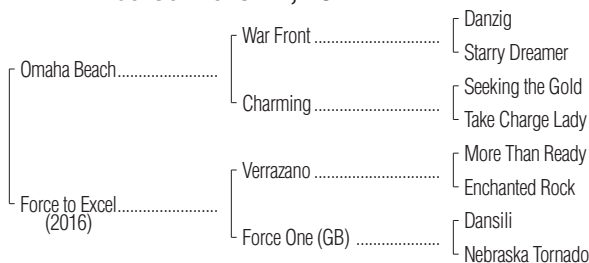 Danzig
War Front ........................................
Starry Dreamer
Omaha Beach........................
Seeking the Gold
Charming ........................................
Take Charge Lady
More Than Ready
Verrazano ........................................
Enchanted Rock
Force to Excel........................
(2016)
Dansili
Force One (GB) ..........................
Nebraska Tornado